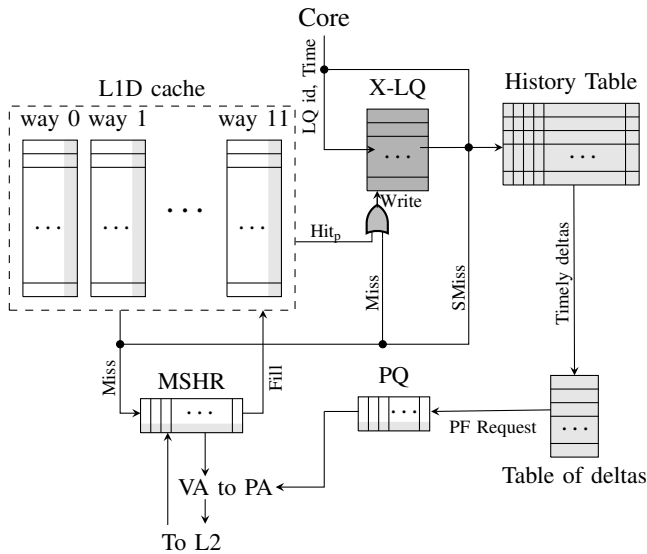 Core
LQ id, Time
L1D cache
X-LQ
History Table
way 0 way 1 way 11
...
... ... ... ...
...
Write
Hitp
Miss
SMiss
Timely deltas
Miss
MSHR
Fill
PQ
...
...
...
PF Request
VA to PA
Table of deltas
To L2